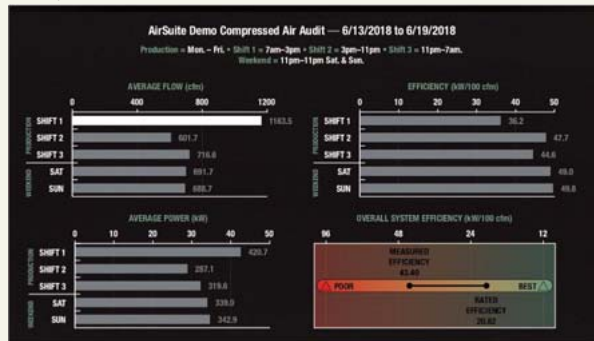 AirSuite Demo Compressed Air Audit — 6/13/2018 to 6/19/2018
Production = Mon. – Fri. • Shift 1 = 7am–3pm • Shift 2 = 3pm–11pm • Shift 3 = 11pm–7am.
Weekend = 11pm–11pm Sat, & Sun.
AVERAGE FLOW (cfm)
0 400 800 1200
PRODUCTION
SHIFT 1 1163.5
SHIFT 2 601.7
SHIFT 3 716.8
WEEKEND
SAT 691.7
SUN 688.7
EFFICIENCY (kW/100 cfm)
0 10 20 30 40 50
PRODUCTION
SHIFT 1 36.2
SHIFT 2 47.7
SHIFT 3 44.6
WEEKEND
SAT 49.0
SUN 49.8
AVERAGE POWER (kW)
0 10 20 30 40 50
PRODUCTION
SHIFT 1 420.7
SHIFT 2 287.1
SHIFT 3 319.6
WEEKEND
SAT 339.0
SUN 342.9
OVERALL SYSTEM EFFICIENCY (kW/100 cfm)
96 48 24 12
MEASURED
EFFICIENCY
43.40
POOR BEST
RATED
EFFICIENCY
20.82